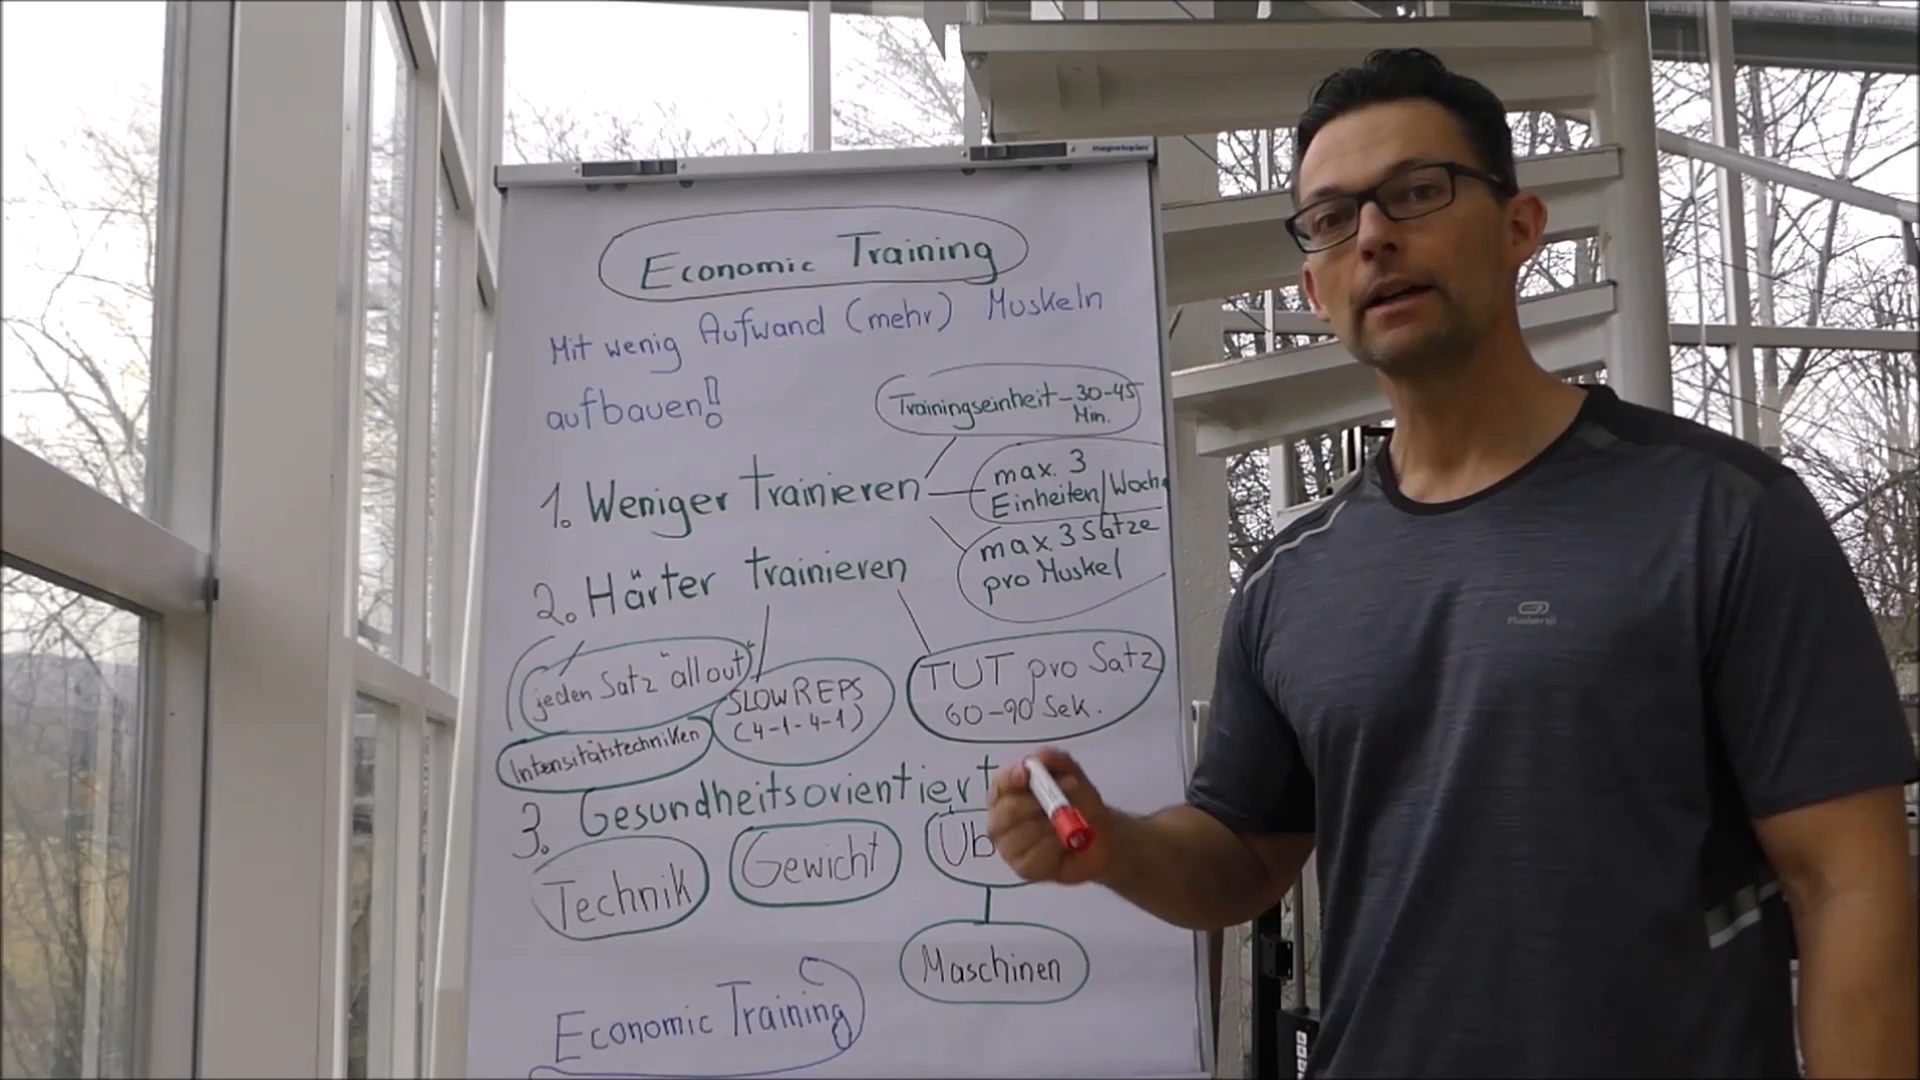 magnetoplan
Economic Training
Mit wenig Aufwand (mehr) Muskeln
aufbauen!!
Trainingseinheit - 30-45
Min.
1. Weniger trainieren
max. 3
Einheiten/Woche
max. 3 Sätze
pro Muskel
2. Härter trainieren
jeden Satz "all out"
SLOW REPS
(4-1-4-1)
TUT pro Satz
60-90 Sek.
Intensitätstechniken
3. Gesundheitsorientiert
Technik
Gewicht
Maschinen
Economic Training